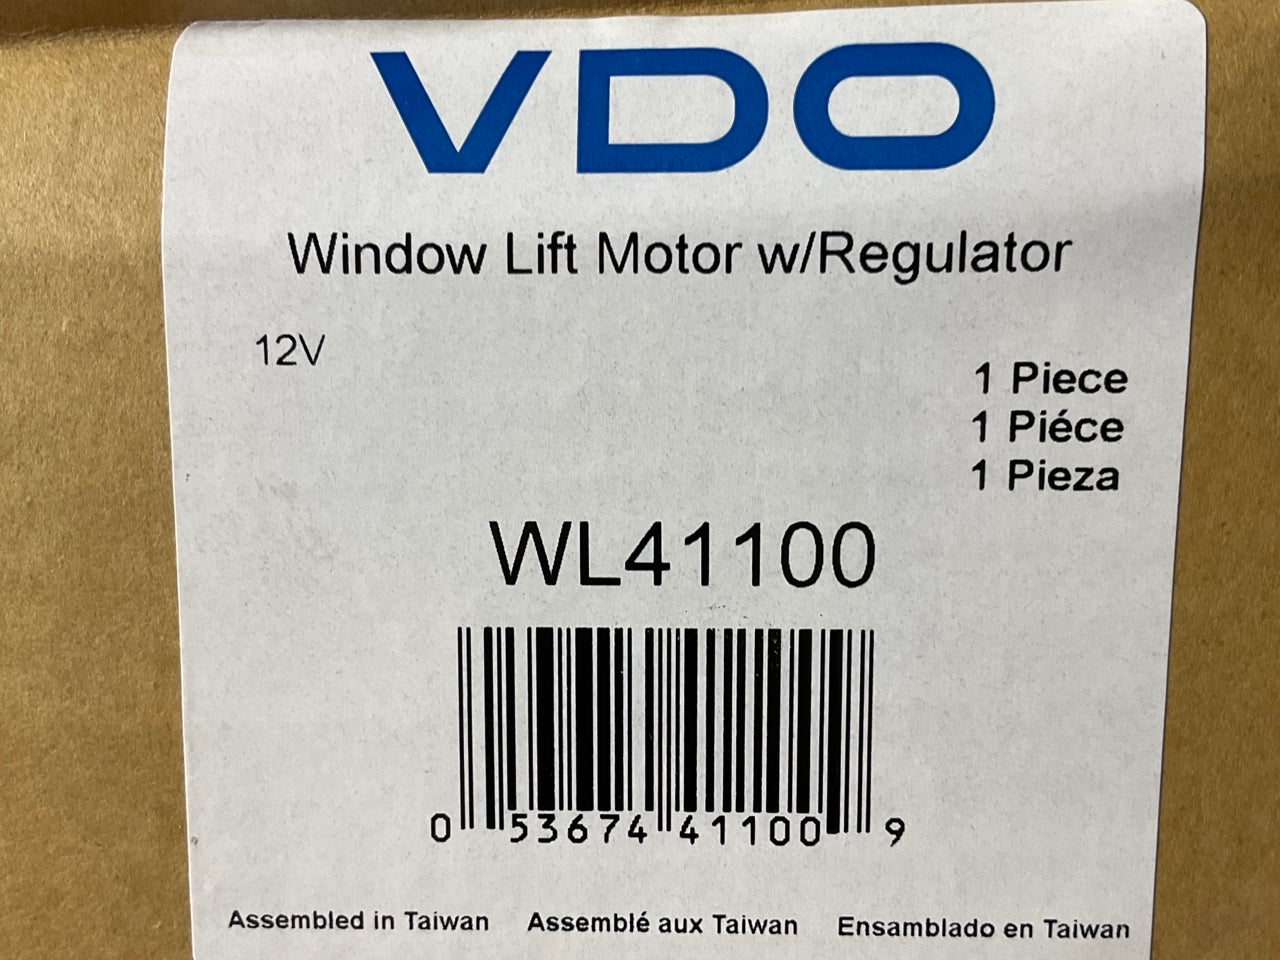 VDO
Window Lift Motor w/Regulator
12V
1 Piece
1 Piéce
1 Pieza
WL41100
0 53674 41100 9
Assembled in Taiwan Assemblé aux Taiwan Ensamblado en Taiwan